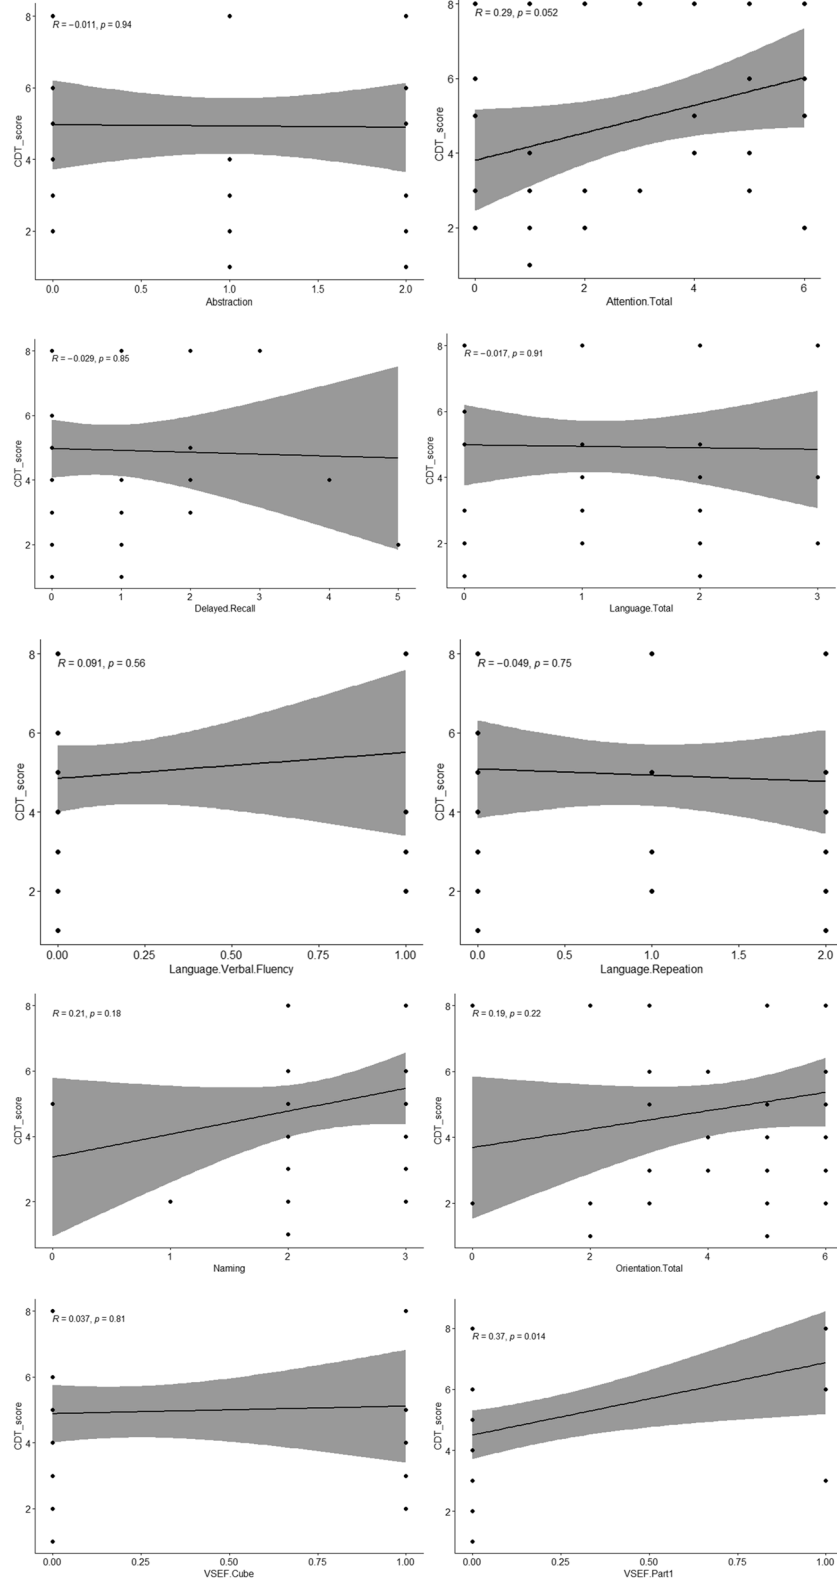 R = −0.011, p = 0.94
CDT_score
8
6
4
2
0.0 0.5 1.0 1.5 2.0
Abstraction
R = 0.29, p = 0.052
CDT_score
8
6
4
2
0 2 4 6
Attention.Total
R = −0.029, p = 0.85
CDT_score
8
6
4
2
0 1 2 3 4 5
Delayed.Recall
R = −0.017, p = 0.91
CDT_score
8
6
4
2
0 1 2 3
Language.Total
R = 0.091, p = 0.56
CDT_score
8
6
4
2
0.00 0.25 0.50 0.75 1.00
Language.Verbal.Fluency
R = −0.049, p = 0.75
CDT_score
8
6
4
2
0.0 0.5 1.0 1.5 2.0
Language.Repetition
R = 0.21, p = 0.18
CDT_score
8
6
4
2
0 1 2 3
Naming
R = 0.19, p = 0.22
CDT_score
8
6
4
2
0 2 4 6
Orientation.Total
R = 0.037, p = 0.81
CDT_score
8
6
4
2
0.00 0.25 0.50 0.75 1.00
VSEF.Cube
R = 0.37, p = 0.014
CDT_score
8
6
4
2
0.00 0.25 0.50 0.75 1.00
VSEF.Part1